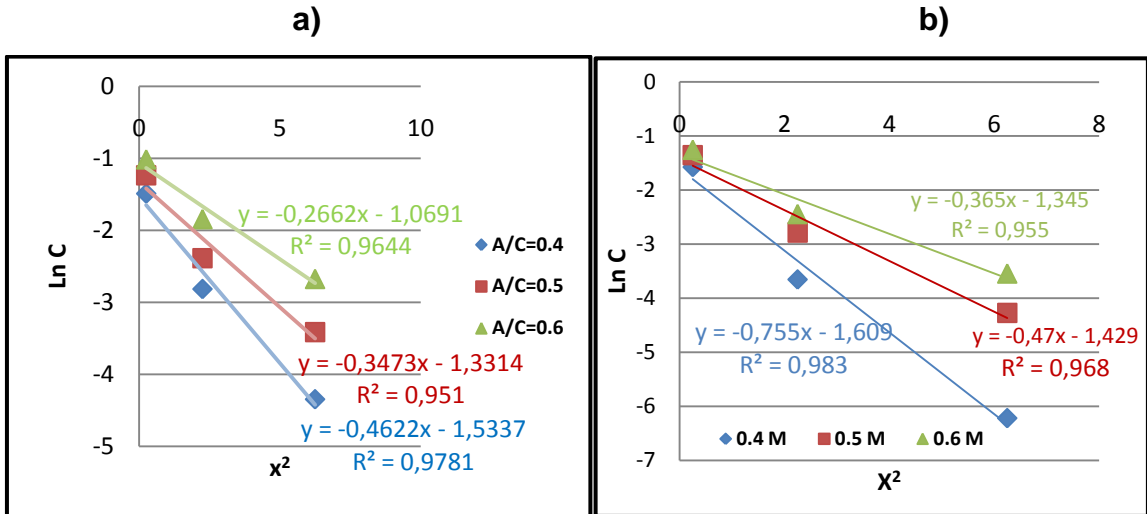 a)
b)
0
0 5 10
-1
-2
-3
-4
-5
Ln C
x²
y = -0,2662x - 1,0691
R² = 0,9644
y = -0,3473x - 1,3314
R² = 0,951
y = -0,4622x - 1,5337
R² = 0,9781
A/C=0.4
A/C=0.5
A/C=0.6
0
0 2 4 6 8
-1
-2
-3
-4
-5
-6
-7
Ln C
X²
y = -0,365x - 1,345
R² = 0,955
y = -0,755x - 1,609
R² = 0,983
y = -0,47x - 1,429
R² = 0,968
0.4 M 0.5 M 0.6 M